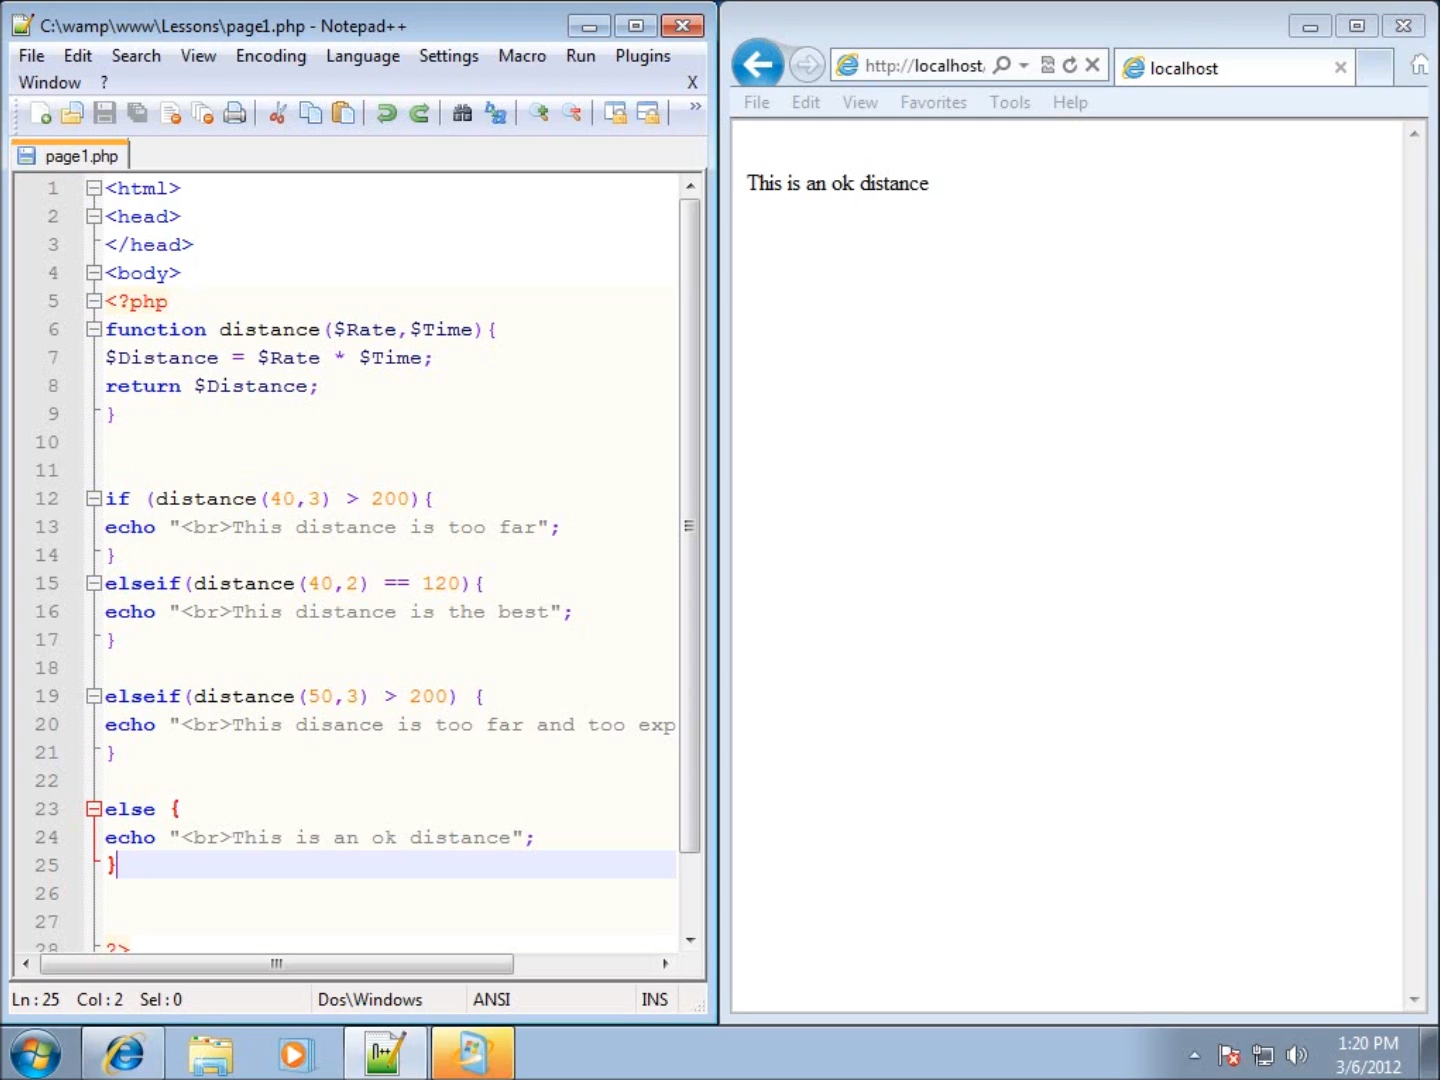 C:\wamp\www\Lessons\page1.php - Notepad++
File Edit Search View Encoding Language Settings Macro Run Plugins
Window ? X
page1.php
1 <html>
2 <head>
3 </head>
4 <body>
5 <?php
6 function distance($Rate,$Time){
7 $Distance = $Rate * $Time;
8 return $Distance;
9 }
10
11
12 if (distance(40,3) > 200){
13 echo "<br>This distance is too far";
14 }
15 elseif(distance(40,2) == 120){
16 echo "<br>This distance is the best";
17 }
18
19 elseif(distance(50,3) > 200) {
20 echo "<br>This disance is too far and too exp
21 }
22
23 else {
24 echo "<br>This is an ok distance";
25 }
26
27
28 ?>
Ln : 25 Col : 2 Sel : 0 Dos\Windows ANSI INS
http://localhost localhost
File Edit View Favorites Tools Help
This is an ok distance
1:20 PM
3/6/2012